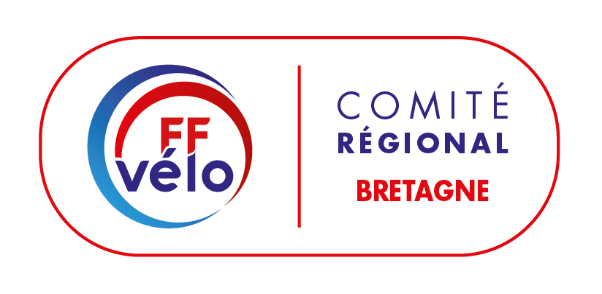 FF
vélo
COMITÉ
RÉGIONAL
BRETAGNE